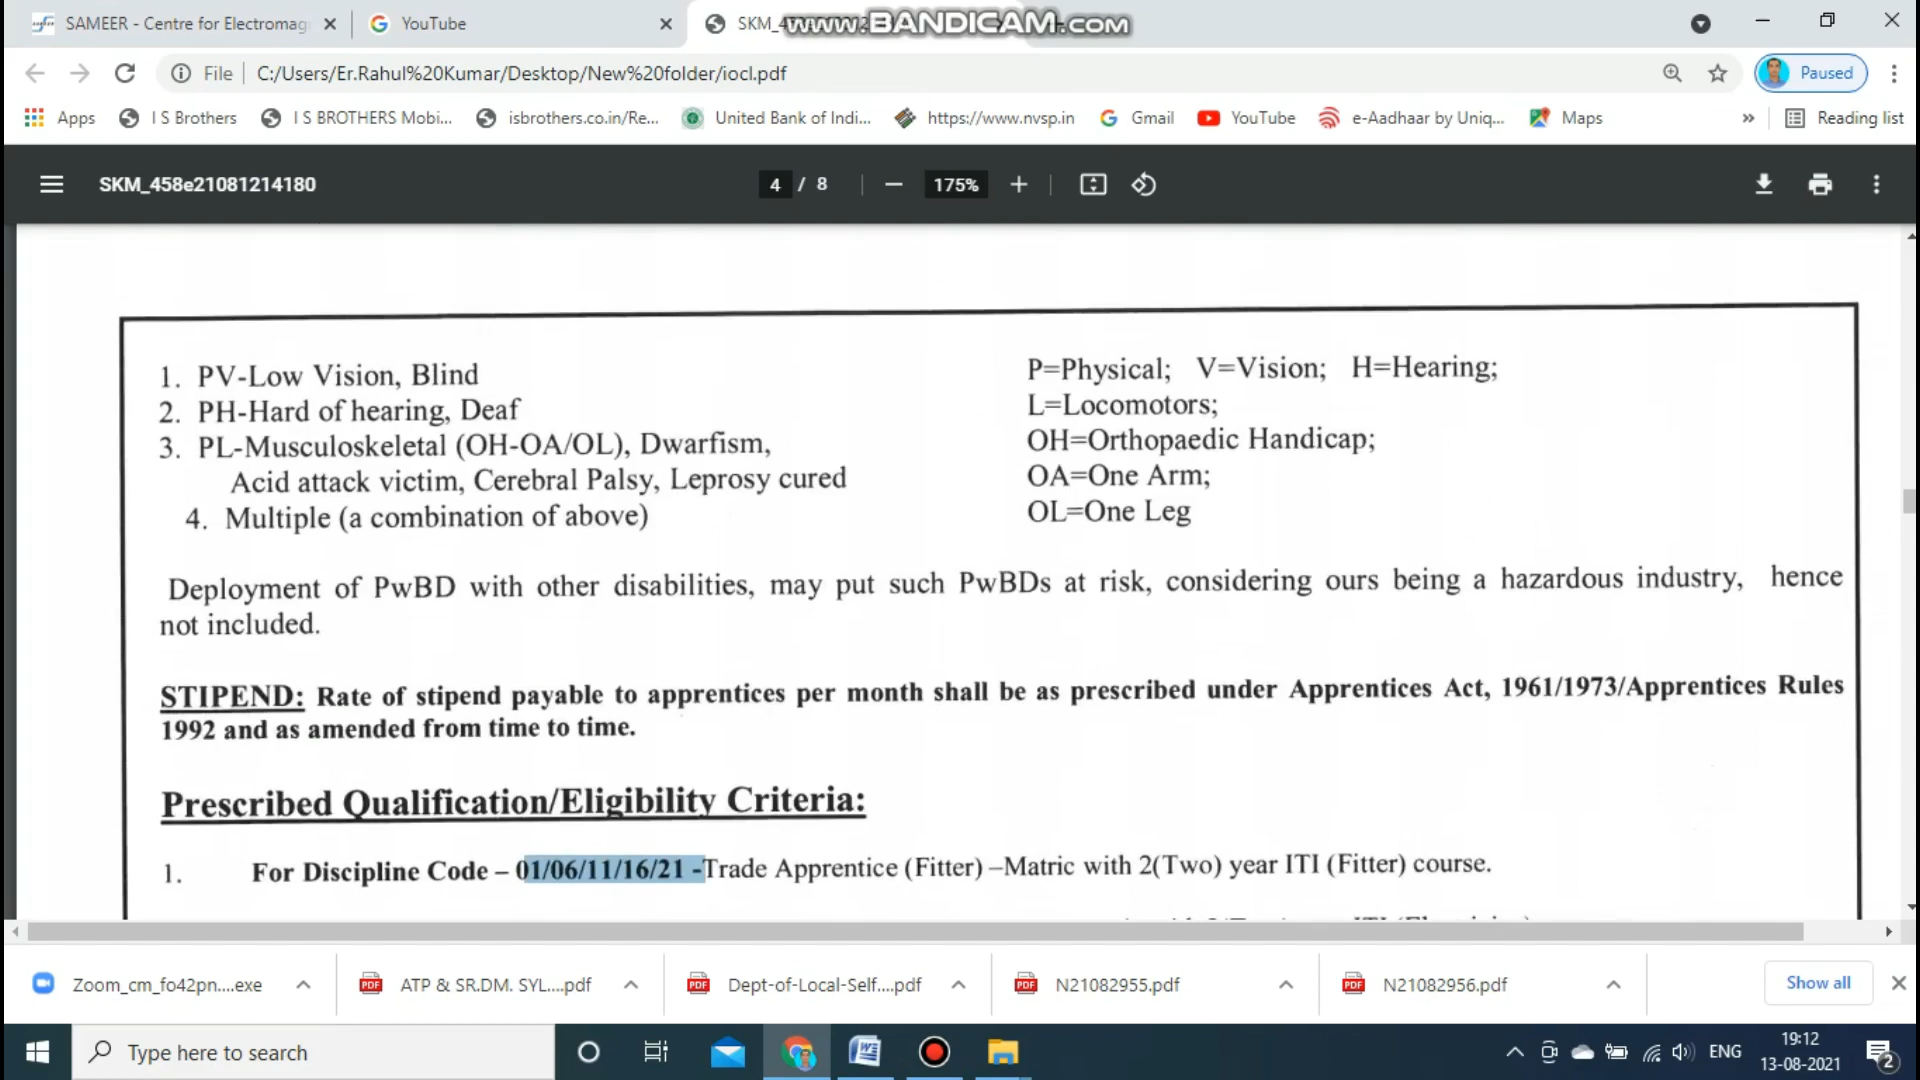 SAMEER - Centre for Electromag
YouTube
SKM_4
www.BANDICAM.com
File
C:/Users/Er.Rahul%20Kumar/Desktop/New%20folder/iocl.pdf
Paused
Apps
I S Brothers
I S BROTHERS Mobi...
isbrothers.co.in/Re...
United Bank of Indi...
https://www.nvsp.in
Gmail
YouTube
e-Aadhaar by Uniq...
Maps
»
Reading list
SKM_458e21081214180
4 / 8
175%
1. PV-Low Vision, Blind
2. PH-Hard of hearing, Deaf
3. PL-Musculoskeletal (OH-OA/OL), Dwarfism,
Acid attack victim, Cerebral Palsy, Leprosy cured
4. Multiple (a combination of above)
P=Physical; V=Vision; H=Hearing;
L=Locomotors;
OH=Orthopaedic Handicap;
OA=One Arm;
OL=One Leg
Deployment of PwBD with other disabilities, may put such PwBDs at risk, considering ours being a hazardous industry, hence
not included.
STIPEND: Rate of stipend payable to apprentices per month shall be as prescribed under Apprentices Act, 1961/1973/Apprentices Rules
1992 and as amended from time to time.
Prescribed Qualification/Eligibility Criteria:
1. For Discipline Code – 01/06/11/16/21 -Trade Apprentice (Fitter) –Matric with 2(Two) year ITI (Fitter) course.
Zoom_cm_fo42pn....exe
ATP & SR.DM. SYL....pdf
Dept-of-Local-Self....pdf
N21082955.pdf
N21082956.pdf
Show all
Type here to search
ENG
19:12
13-08-2021
2